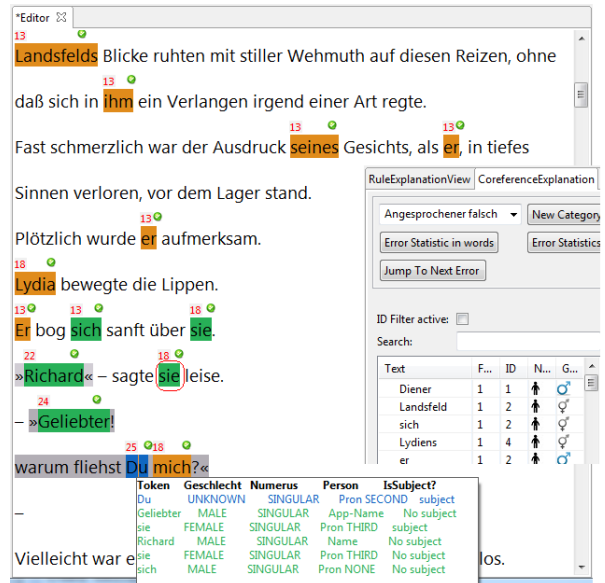 *Editor
13
Landsfelds Blicke ruhten mit stiller Wehmuth auf diesen Reizen, ohne
13
daß sich in ihm ein Verlangen irgend einer Art regte.
13 13
Fast schmerzlich war der Ausdruck seines Gesichts, als er, in tiefes
Sinnen verloren, vor dem Lager stand.
13
Plötzlich wurde er aufmerksam.
18
Lydia bewegte die Lippen.
13 13 18
Er bog sich sanft über sie.
22 18
»Richard« – sagte sie leise.
24
– »Geliebter!
25 18
warum fliehst Du mich?«
–
Vielleicht war e
los.
RuleExplanationView CoreferenceExplanation
Angesprochener falsch New Category
Error Statistic in words Error Statistics
Jump To Next Error
ID Filter active:
Search:
Text F... ID N... G...
Diener 1 1
Landsfeld 1 2
sich 1 2
Lydiens 1 4
er 1 2
Token Geschlecht Numerus Person IsSubject?
Du UNKNOWN SINGULAR Pron SECOND subject
Geliebter MALE SINGULAR App-Name No subject
sie FEMALE SINGULAR Pron THIRD subject
Richard MALE SINGULAR Name No subject
sie FEMALE SINGULAR Pron THIRD No subject
sich MALE SINGULAR Pron NONE No subject